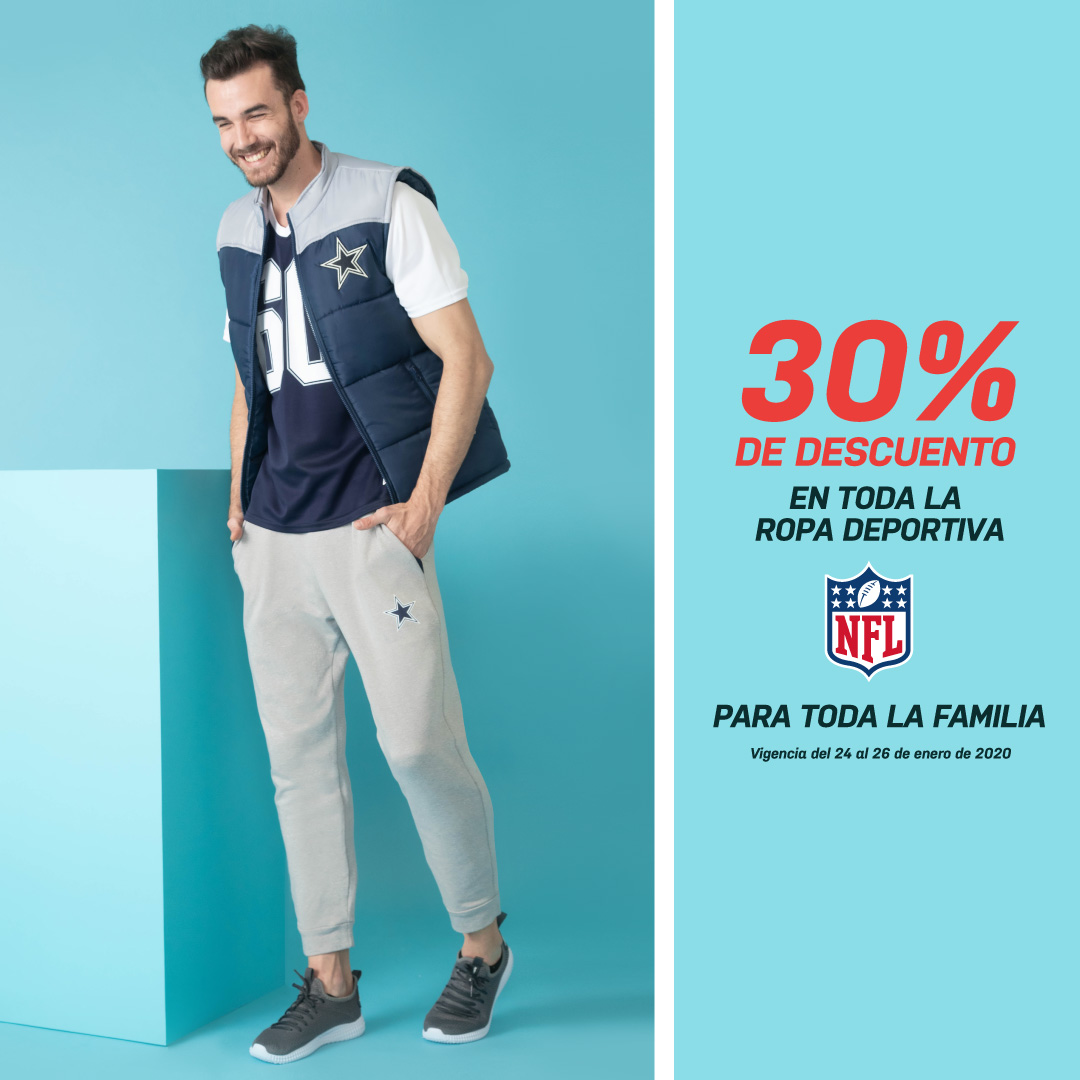 60
30%
DE DESCUENTO
EN TODA LA
ROPA DEPORTIVA
NFL
PARA TODA LA FAMILIA
Vigencia del 24 al 26 de enero de 2020